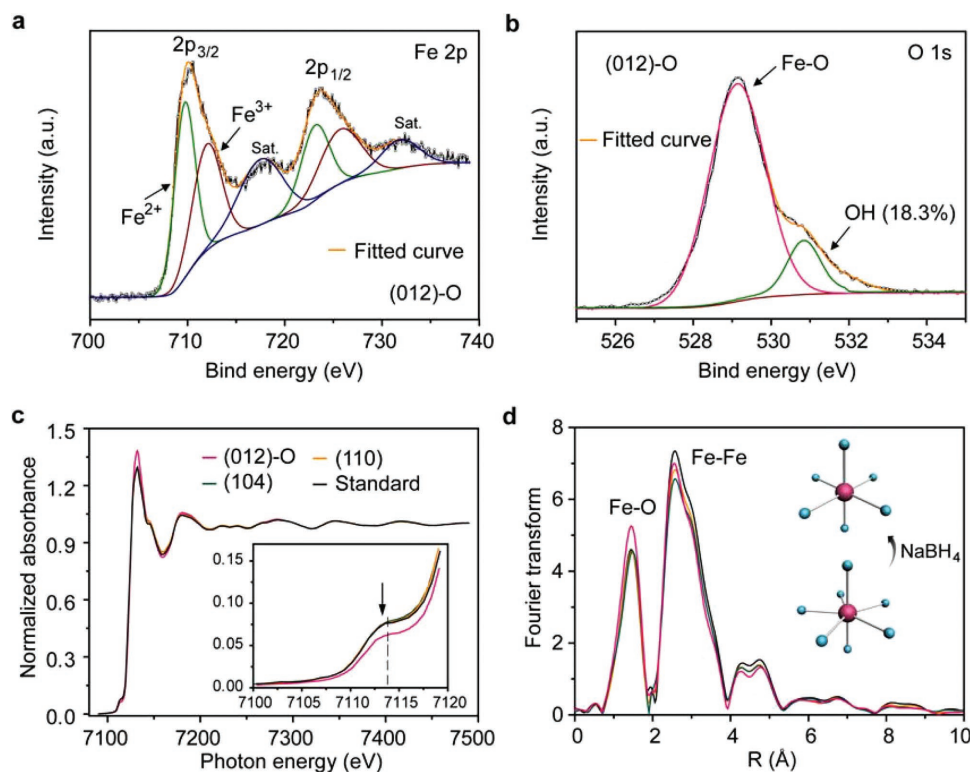 a
2p3/2
Fe 2p
2p1/2
Fe3+
Sat.
Sat.
Fe2+
Fitted curve
(012)-O
Intensity (a.u.)
700 710 720 730 740
Bind energy (eV)
b
(012)-O
O 1s
Fe-O
Fitted curve
OH (18.3%)
Intensity (a.u.)
526 528 530 532 534
Bind energy (eV)
c
1.5
1.2
0.9
0.6
0.3
0.0
Normalized absorbance
(012)-O
(110)
(104)
Standard
0.15
0.10
0.05
0.00
7100 7105 7110 7115 7120
7100 7200 7300 7400 7500
Photon energy (eV)
d
8
6
4
2
0
Fourier transform
Fe-Fe
Fe-O
NaBH4
0 2 4 6 8 10
R (Å)